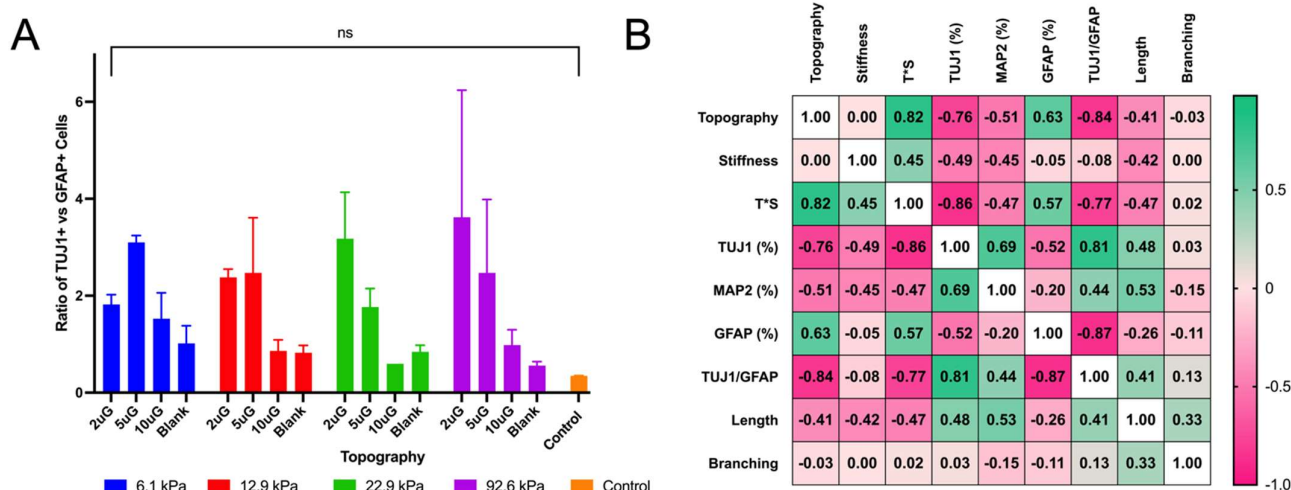 A
ns
Ratio of TUJ1+ vs GFAP+ Cells
6
4
2
0
2uG 5uG 10uG Blank 2uG 5uG 10uG Blank 2uG 5uG 10uG Blank 2uG 5uG 10uG Blank Control
Topography
6.1 kPa 12.9 kPa 22.9 kPa 92.6 kPa Control
B
Topography Stiffness T*S TUJ1 (%) MAP2 (%) GFAP (%) TUJ1/GFAP Length Branching
Topography 1.00 0.00 0.82 -0.76 -0.51 0.63 -0.84 -0.41 -0.03
Stiffness 0.00 1.00 0.45 -0.49 -0.45 -0.05 -0.08 -0.42 0.00
T*S 0.82 0.45 1.00 -0.86 -0.47 0.57 -0.77 -0.47 0.02
TUJ1 (%) -0.76 -0.49 -0.86 1.00 0.69 -0.52 0.81 0.48 0.03
MAP2 (%) -0.51 -0.45 -0.47 0.69 1.00 -0.20 0.44 0.53 -0.15
GFAP (%) 0.63 -0.05 0.57 -0.52 -0.20 1.00 -0.87 -0.26 -0.11
TUJ1/GFAP -0.84 -0.08 -0.77 0.81 0.44 -0.87 1.00 0.41 0.13
Length -0.41 -0.42 -0.47 0.48 0.53 -0.26 0.41 1.00 0.33
Branching -0.03 0.00 0.02 0.03 -0.15 -0.11 0.13 0.33 1.00
0.5
0
-0.5
-1.0